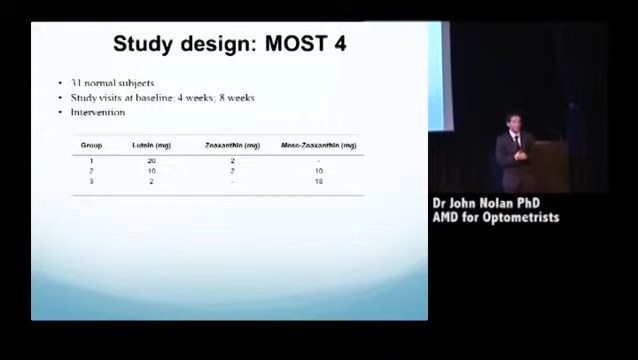 Study design: MOST 4
• 31 normal subjects
• Study visits at baseline; 4 weeks; 8 weeks
• Intervention
Group Lutein (mg) Zeaxanthin (mg) Meso-Zeaxanthin (mg)
1 20 2 -
2 10 2 10
3 2 - 18
Dr John Nolan PhD
AMD for Optometrists